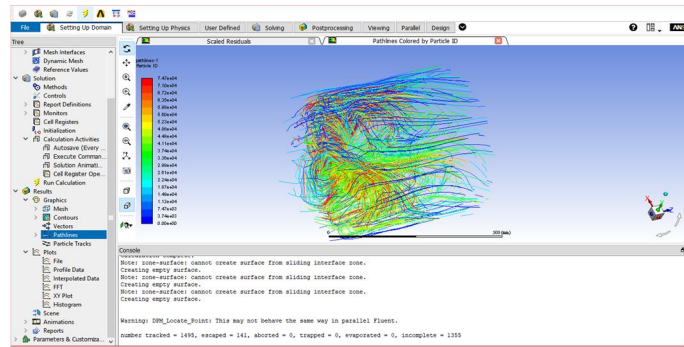 File
Setting Up Domain
Setting Up Physics
User Defined
Solving
Postprocessing
Viewing
Parallel
Design
ANS
Tree
Scaled Residuals
Pathlines Colored by Particle ID
Mesh Interfaces
Dynamic Mesh
Reference Values
Solution
Methods
Controls
Report Definitions
Monitors
Cell Registers
Initialization
Calculation Activities
Autosave (Every ...
Execute Comman...
Solution Animati...
Cell Register Ope...
Run Calculation
Results
Graphics
Mesh
Contours
Vectors
Pathlines
Particle Tracks
Plots
File
Profile Data
Interpolated Data
FFT
XY Plot
Histogram
Scene
Animations
Reports
Parameters & Customiza...
pathlines-1
Particle ID
7.47e+04
7.10e+04
6.72e+04
6.35e+04
5.98e+04
5.60e+04
5.23e+04
4.86e+04
4.48e+04
4.11e+04
3.74e+04
3.36e+04
2.99e+04
2.61e+04
2.24e+04
1.87e+04
1.49e+04
1.12e+04
7.47e+03
3.74e+03
0.00e+00
0
300 (mm)
Console
Note: zone-surface: cannot create surface from sliding interface zone.
Creating empty surface.
Note: zone-surface: cannot create surface from sliding interface zone.
Creating empty surface.
Note: zone-surface: cannot create surface from sliding interface zone.
Creating empty surface.
Warning: DPM_Locate_Point: This may not behave the same way in parallel Fluent.
number tracked = 1495, escaped = 141, aborted = 0, trapped = 0, evaporated = 0, incomplete = 1355